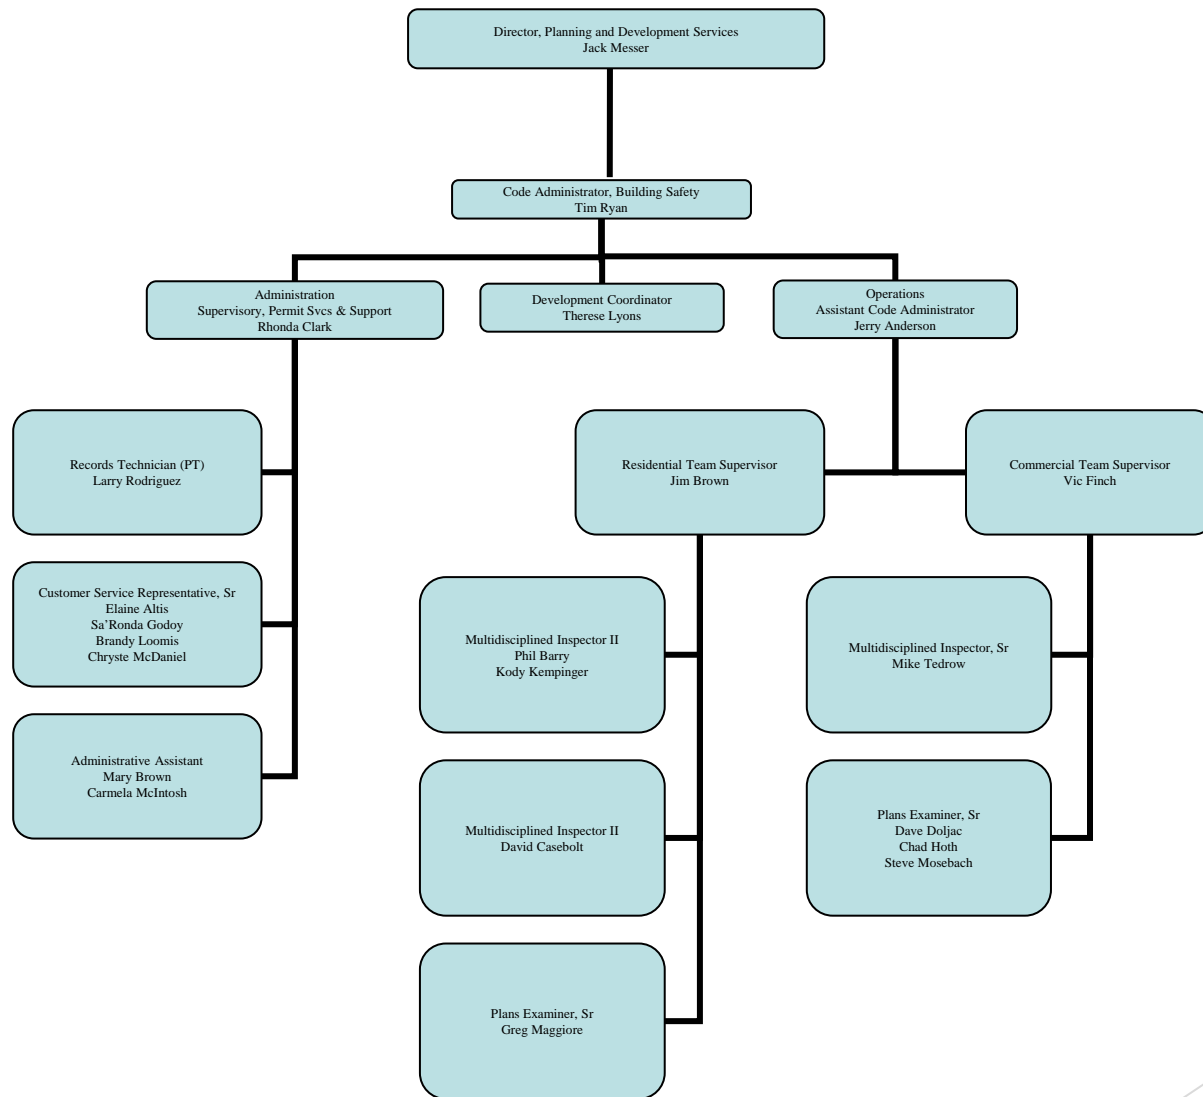 Director, Planning and Development Services
Jack Messer
Code Administrator, Building Safety
Tim Ryan
Administration
Supervisory, Permit Svcs & Support
Rhonda Clark
Development Coordinator
Therese Lyons
Operations
Assistant Code Administrator
Jerry Anderson
Records Technician (PT)
Larry Rodriguez
Residential Team Supervisor
Jim Brown
Commercial Team Supervisor
Vic Finch
Customer Service Representative, Sr
Elaine Altis
Sa’Ronda Godoy
Brandy Loomis
Chryste McDaniel
Multidisciplined Inspector II
Phil Barry
Kody Kempinger
Multidisciplined Inspector, Sr
Mike Tedrow
Administrative Assistant
Mary Brown
Carmela McIntosh
Multidisciplined Inspector II
David Casebolt
Plans Examiner, Sr
Dave Doljac
Chad Hoth
Steve Mosebach
Plans Examiner, Sr
Greg Maggiore